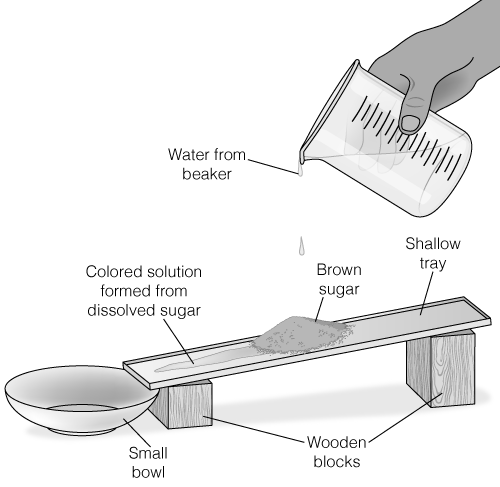 Water from
beaker
Shallow
tray
Colored solution
formed from
dissolved sugar
Brown
sugar
Small
bowl
Wooden
blocks